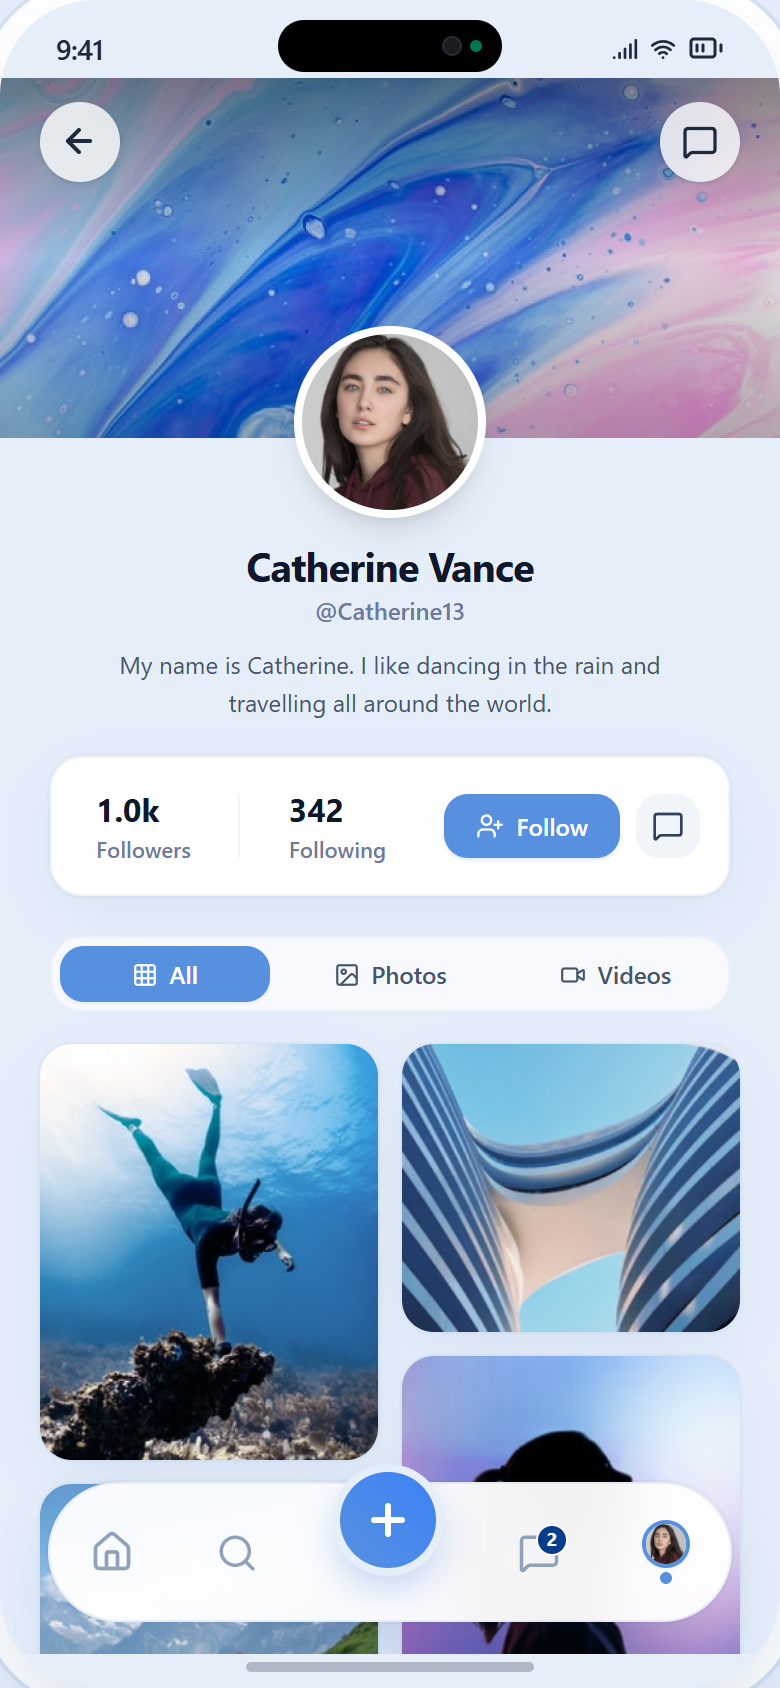 9:41
Catherine Vance
@Catherine13
My name is Catherine. I like dancing in the rain and
travelling all around the world.
1.0k
Followers
342
Following
Follow
All
Photos
Videos
2